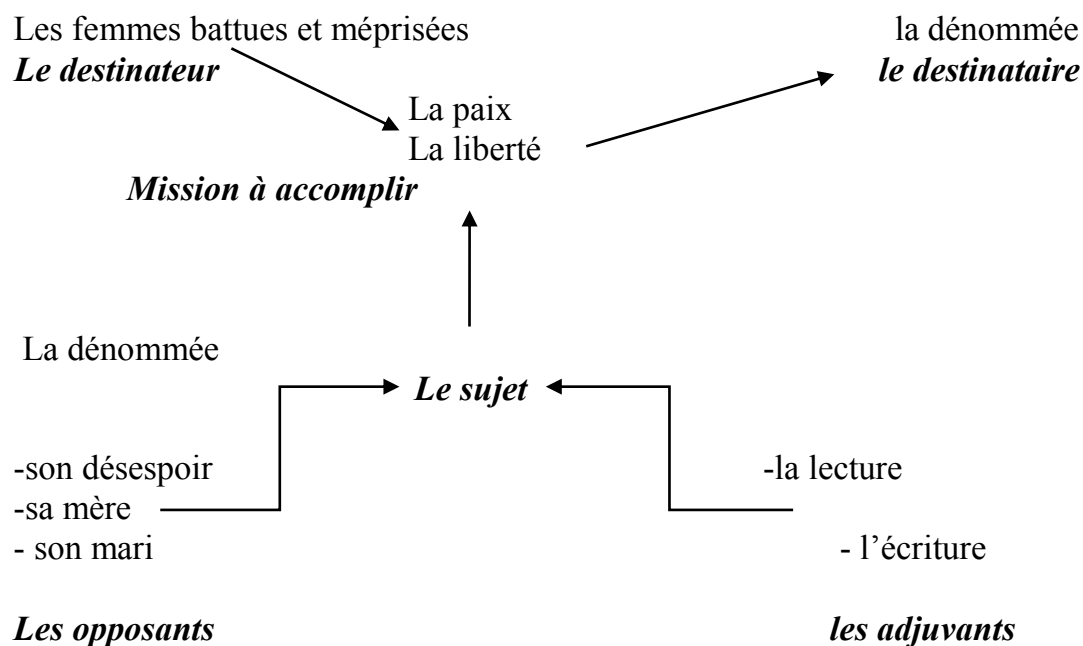 Les femmes battues et méprisées la dénommée
Le destinateur le destinataire
La paix
La liberté
Mission à accomplir
La dénommée
Le sujet
-son désespoir -la lecture
-sa mère
- son mari - l’écriture
Les opposants les adjuvants